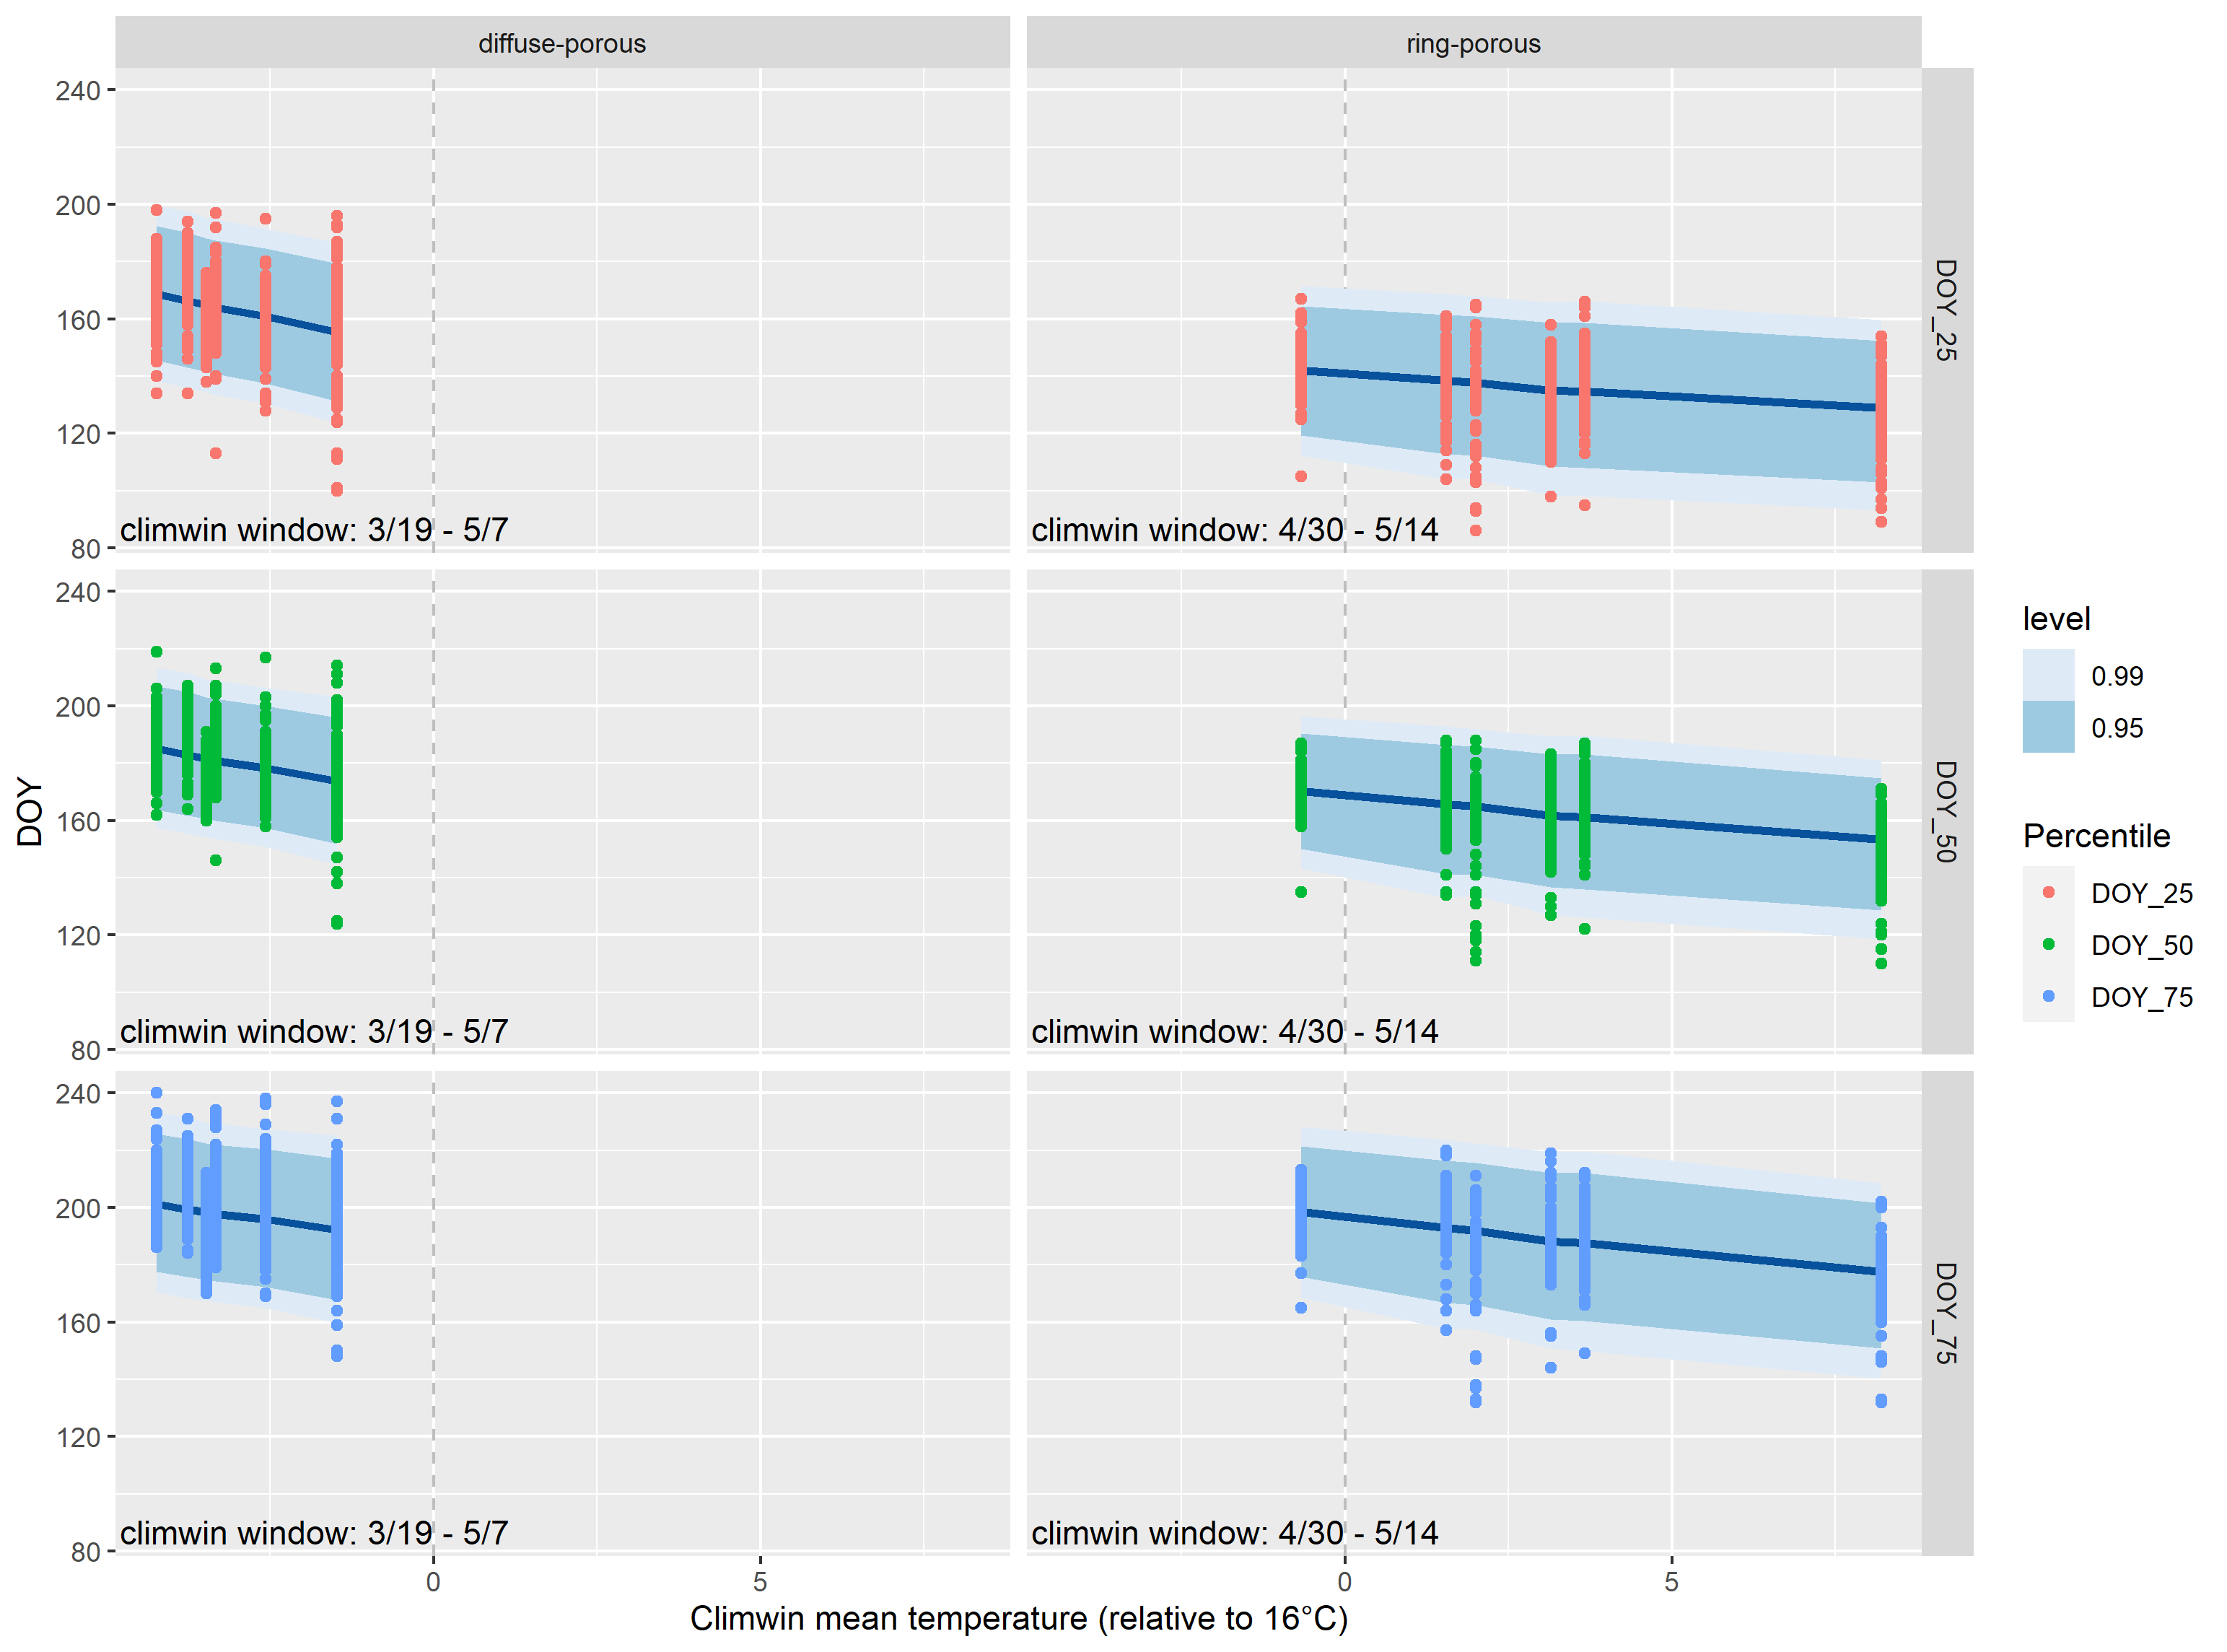 diffuse-porous
ring-porous
240
200
160
120
80
DOY_25
climwin window: 3/19 - 5/7
climwin window: 4/30 - 5/14
240
200
160
120
80
DOY_50
climwin window: 3/19 - 5/7
climwin window: 4/30 - 5/14
240
200
160
120
80
DOY_75
climwin window: 3/19 - 5/7
climwin window: 4/30 - 5/14
0
5
0
5
DOY
Climwin mean temperature (relative to 16°C)
level
0.99
0.95
Percentile
DOY_25
DOY_50
DOY_75